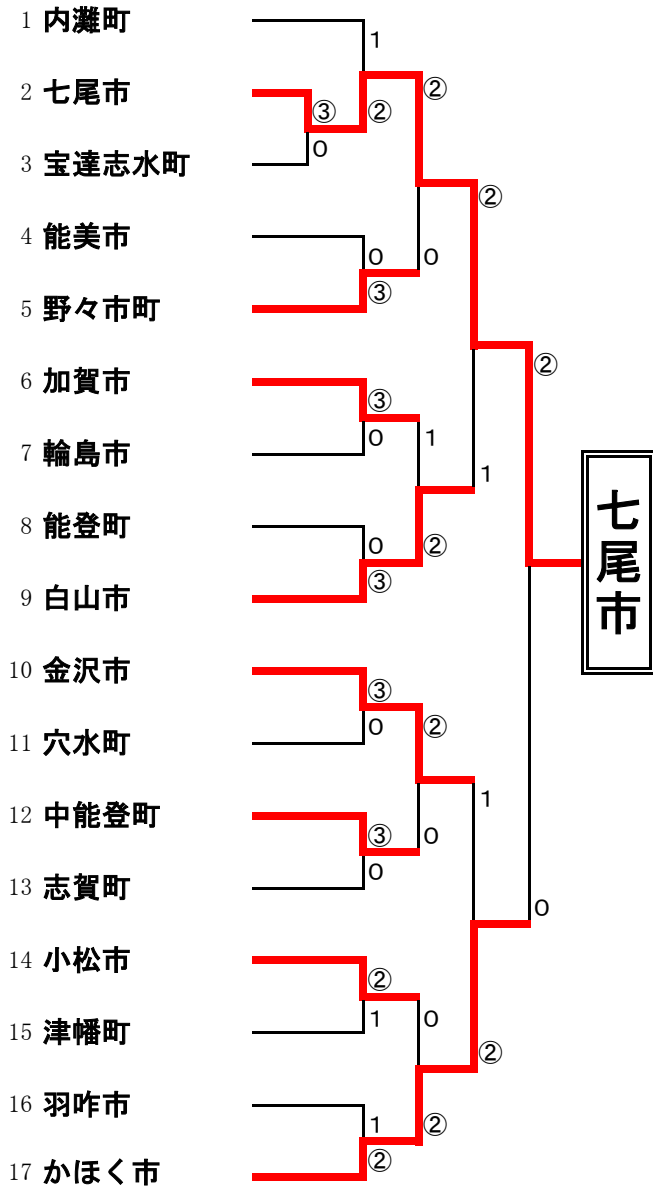 1 内灘町
1
2 七尾市
③
②
②
3 宝達志水町
0
②
4 能美市
0
0
5 野々市町
③
②
6 加賀市
③
7 輪島市
0
1
1
8 能登町
0
②
9 白山市
③
七尾市
10 金沢市
③
11 穴水町
0
②
1
12 中能登町
③
0
13 志賀町
0
0
14 小松市
②
15 津幡町
1
0
②
16 羽咋市
1
②
17 かほく市
②